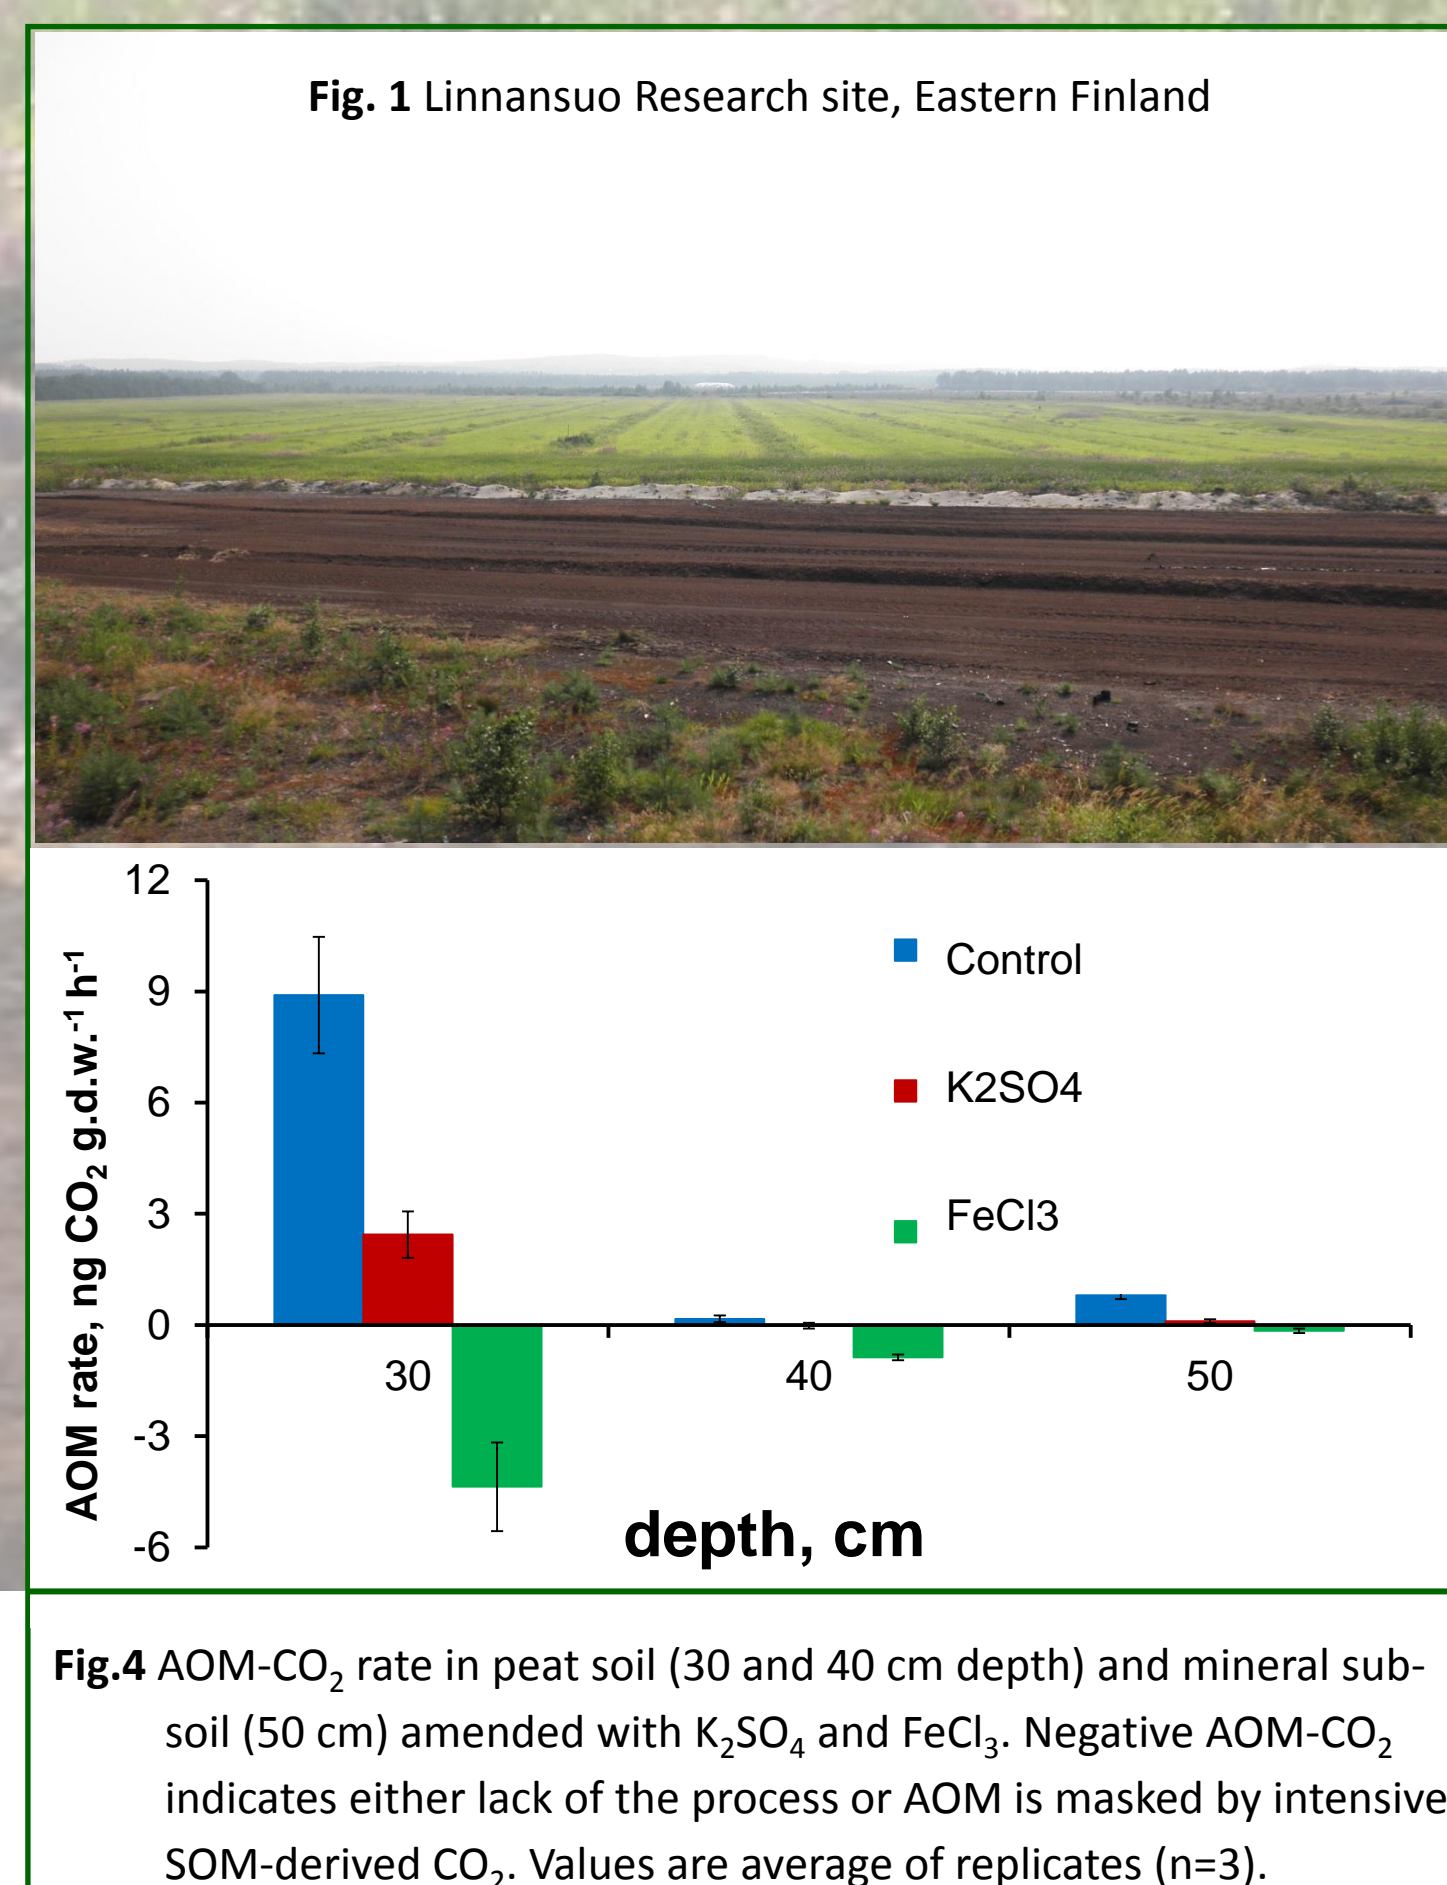 Fig. 1 Linnansuo Research site, Eastern Finland
12
9
6
3
0
-3
-6
AOM rate, ng CO₂ g.d.w.⁻¹ h⁻¹
Control
K2SO4
FeCl3
30
40
50
depth, cm
Fig.4 AOM-CO₂ rate in peat soil (30 and 40 cm depth) and mineral sub-
soil (50 cm) amended with K₂SO₄ and FeCl₃. Negative AOM-CO₂
indicates either lack of the process or AOM is masked by intensive
SOM-derived CO₂. Values are average of replicates (n=3).